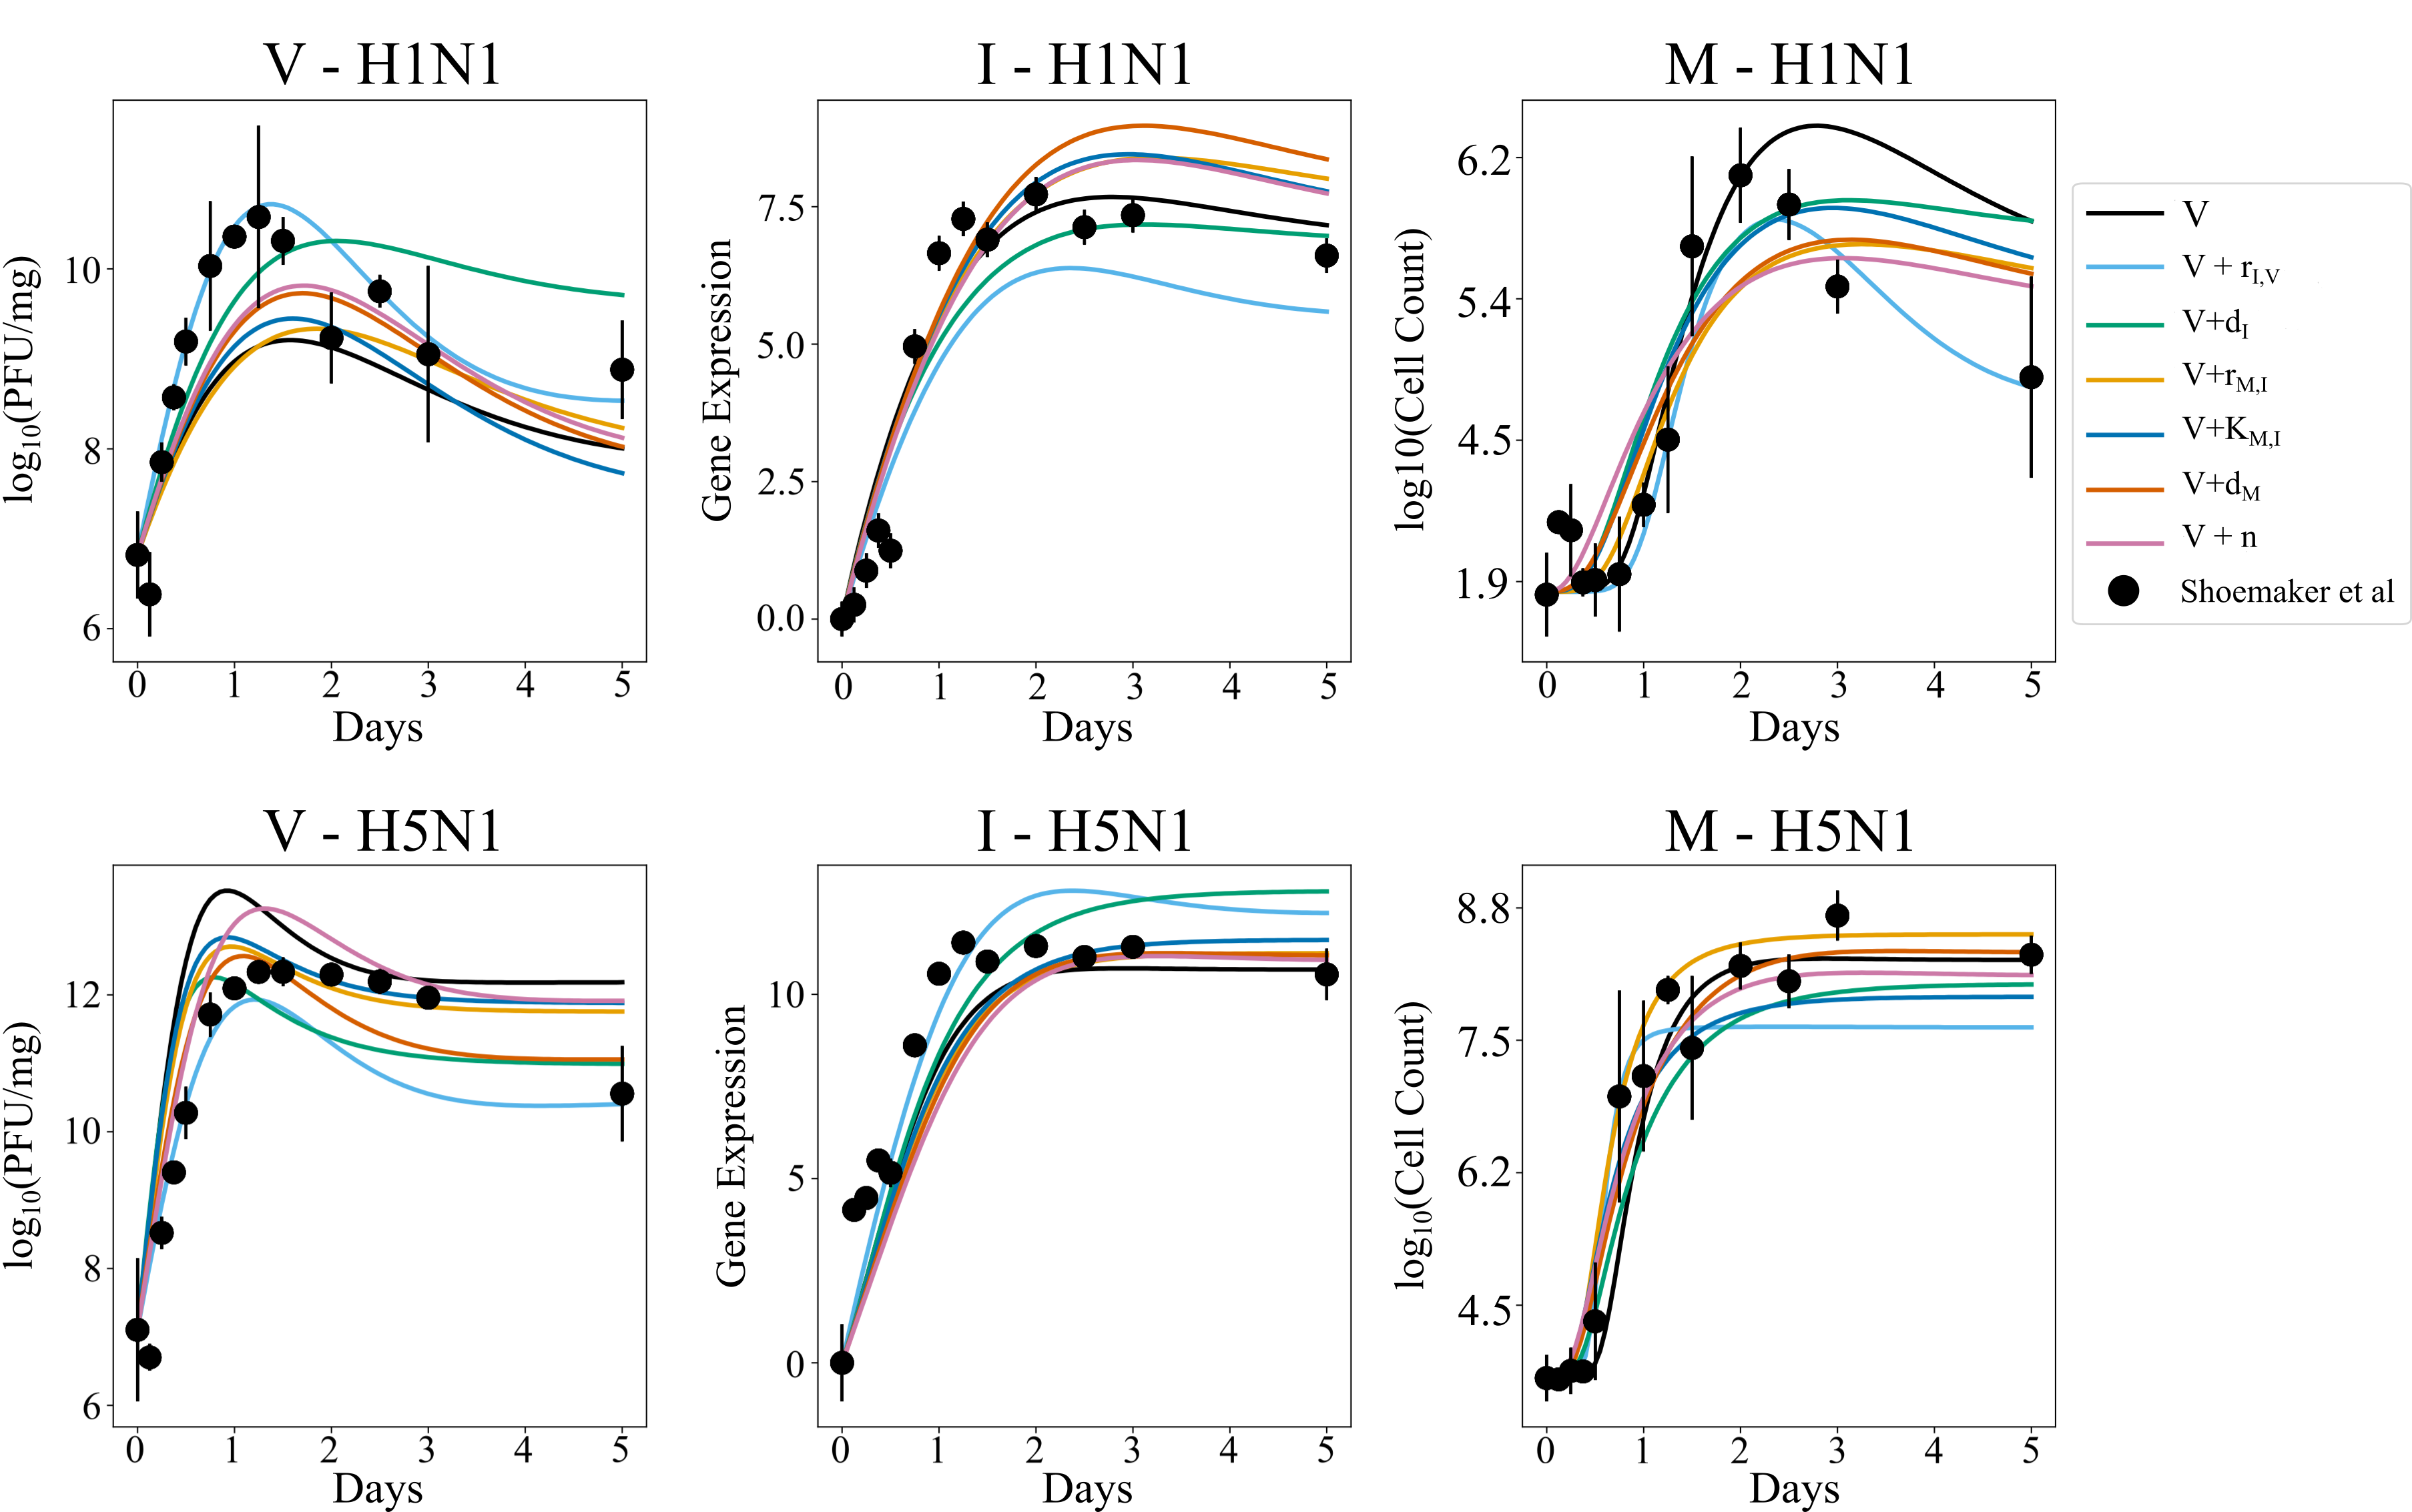 V - H1N1
I - H1N1
M - H1N1
log10(PFU/mg)
10
8
6
0 1 2 3 4 5
Days
Gene Expression
7.5
5.0
2.5
0.0
0 1 2 3 4 5
Days
log10(Cell Count)
6.2
5.4
4.5
1.9
0 1 2 3 4 5
Days
V
V + rI,V
V+dI
V+rM,I
V+KM,I
V+dM
V + n
Shoemaker et al
V - H5N1
I - H5N1
M - H5N1
log10(PFU/mg)
12
10
8
6
0 1 2 3 4 5
Days
Gene Expression
10
5
0
0 1 2 3 4 5
Days
log10(Cell Count)
8.8
7.5
6.2
4.5
0 1 2 3 4 5
Days